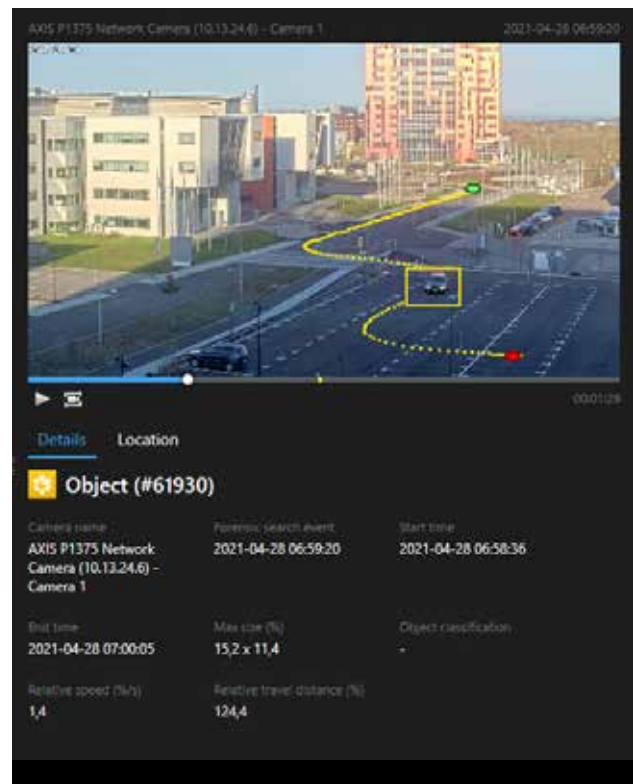 AXIS P1375 Network Camera (10.13.24.6) - Camera 1
2021-04-28 06:59:20
00:01:29
Details
Location
Object (#61930)
Camera name
Forensic search event
Start time
AXIS P1375 Network
Camera (10.13.24.6) -
Camera 1
2021-04-28 06:59:20
2021-04-28 06:58:36
End time
Max size (%)
Object classification
2021-04-28 07:00:05
15,2 x 11,4
-
Relative speed (%/s)
Relative travel distance (%)
1,4
124,4